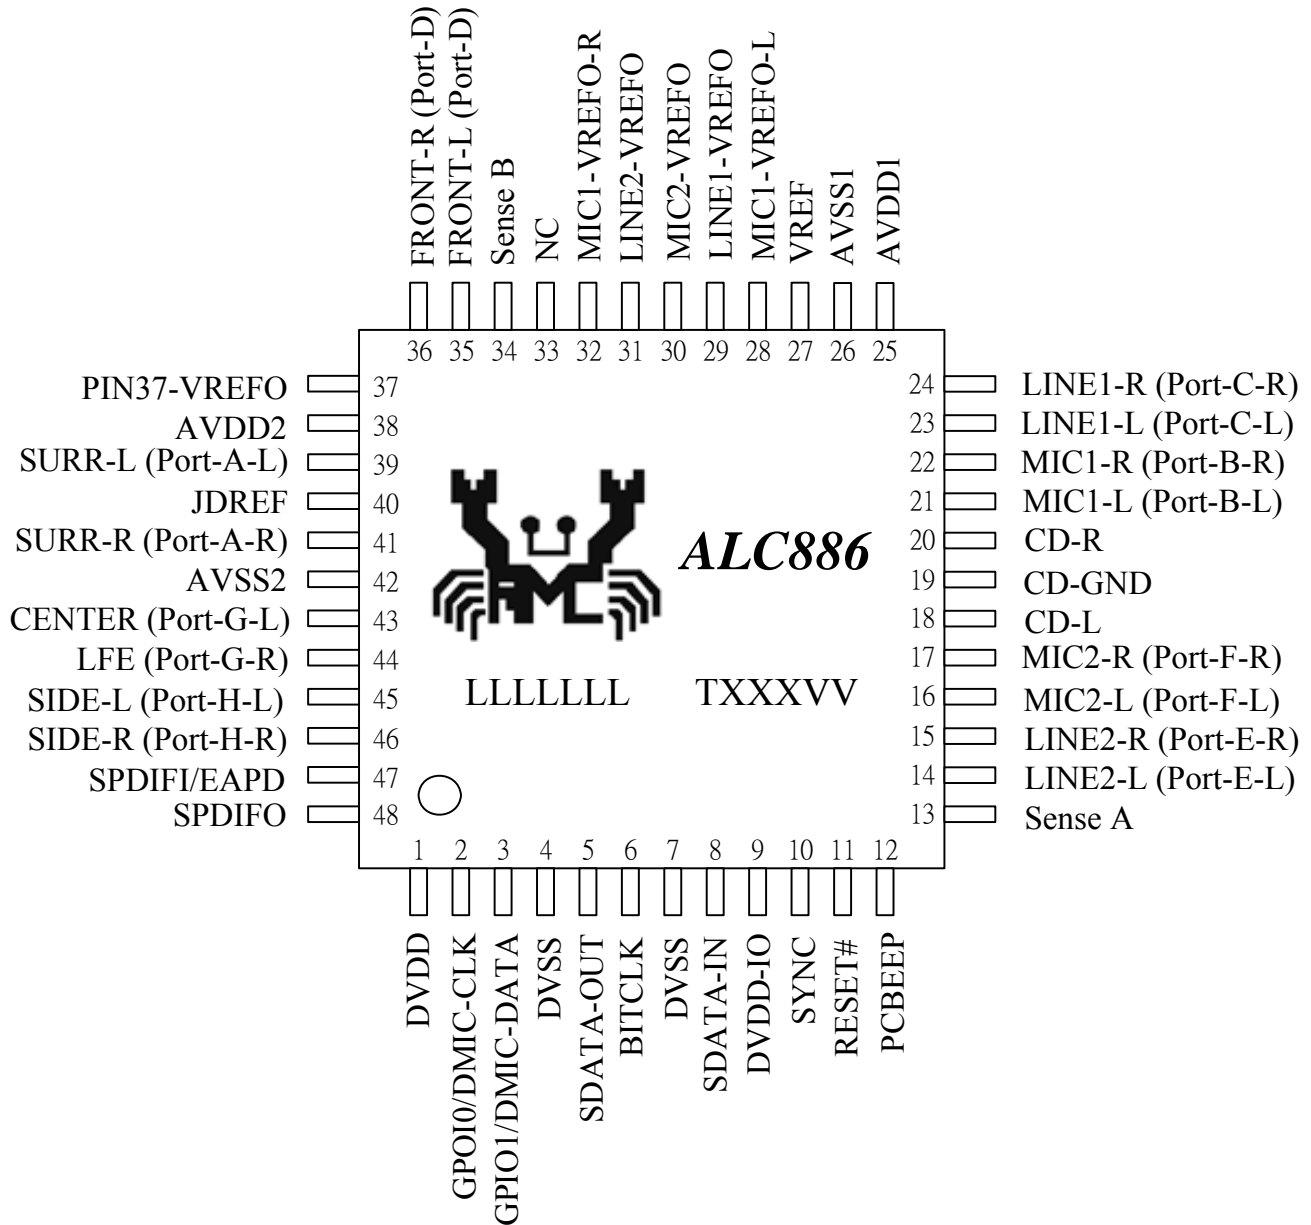 FRONT-R (Port-D)
FRONT-L (Port-D)
Sense B
NC
MIC1-VREFO-R
LINE2-VREFO
MIC2-VREFO
LINE1-VREFO
MIC1-VREFO-L
VREF
AVSS1
AVDD1
36 35 34 33 32 31 30 29 28 27 26 25
PIN37-VREFO 37
AVDD2 38
SURR-L (Port-A-L) 39
JDREF 40
SURR-R (Port-A-R) 41
AVSS2 42
CENTER (Port-G-L) 43
LFE (Port-G-R) 44
SIDE-L (Port-H-L) 45
SIDE-R (Port-H-R) 46
SPDIFI/EAPD 47
SPDIFO 48
ALC886
LLLLLLL TXXXVV
24 LINE1-R (Port-C-R)
23 LINE1-L (Port-C-L)
22 MIC1-R (Port-B-R)
21 MIC1-L (Port-B-L)
20 CD-R
19 CD-GND
18 CD-L
17 MIC2-R (Port-F-R)
16 MIC2-L (Port-F-L)
15 LINE2-R (Port-E-R)
14 LINE2-L (Port-E-L)
13 Sense A
1 2 3 4 5 6 7 8 9 10 11 12
DVDD
GPOI0/DMIC-CLK
GPIO1/DMIC-DATA
DVSS
SDATA-OUT
BITCLK
DVSS
SDATA-IN
DVDD-IO
SYNC
RESET#
PCBEEP